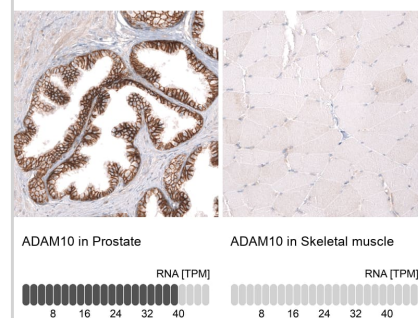 ADAM10 in Prostate
ADAM10 in Skeletal muscle
RNA [TPM]
RNA [TPM]
8 16 24 32 40
8 16 24 32 40